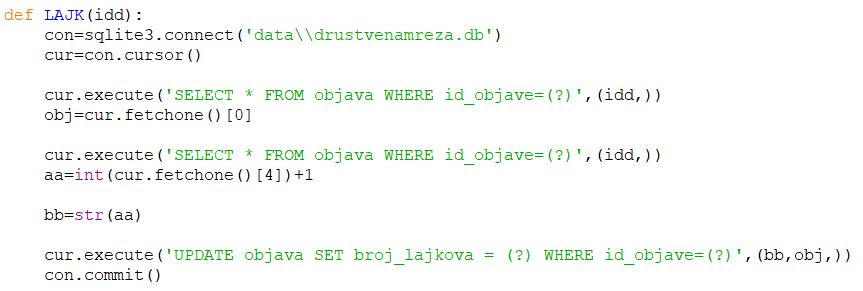 def LAJK(idd):
    con=sqlite3.connect('data\\drustvenamreza.db')
    cur=con.cursor()
    cur.execute('SELECT * FROM objava WHERE id_objave=(?)',(idd,))
    obj=cur.fetchone()[0]
    cur.execute('SELECT * FROM objava WHERE id_objave=(?)',(idd,))
    aa=int(cur.fetchone()[4])+1
    bb=str(aa)
    cur.execute('UPDATE objava SET broj_lajkova = (?) WHERE id_objave=(?)',(bb,obj,))
    con.commit()